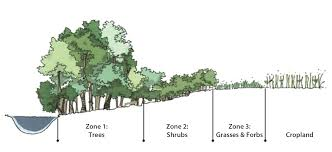 Zone 1:
Trees
Zone 2:
Shrubs
Zone 3:
Grasses & Forbs
Cropland